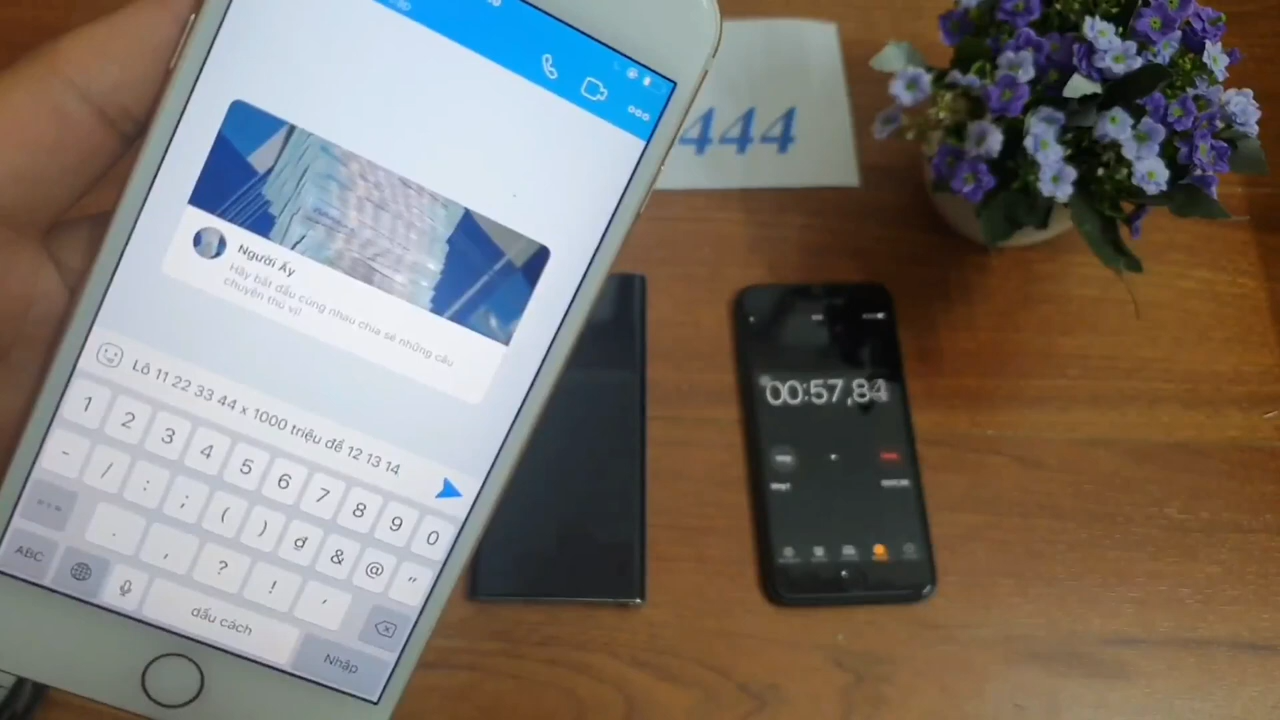 444
Người Ấy
Hãy bắt đầu cùng nhau chia sẻ những câu
chuyện thú vị!
Lô 11 22 33 44 x 1000 triệu đề 12 13 14
1 2 3 4 5 6 7 8 9 0
- / : ; ( ) đ & @ "
. , ? ! '
ABC dấu cách Nhập
00:57,84